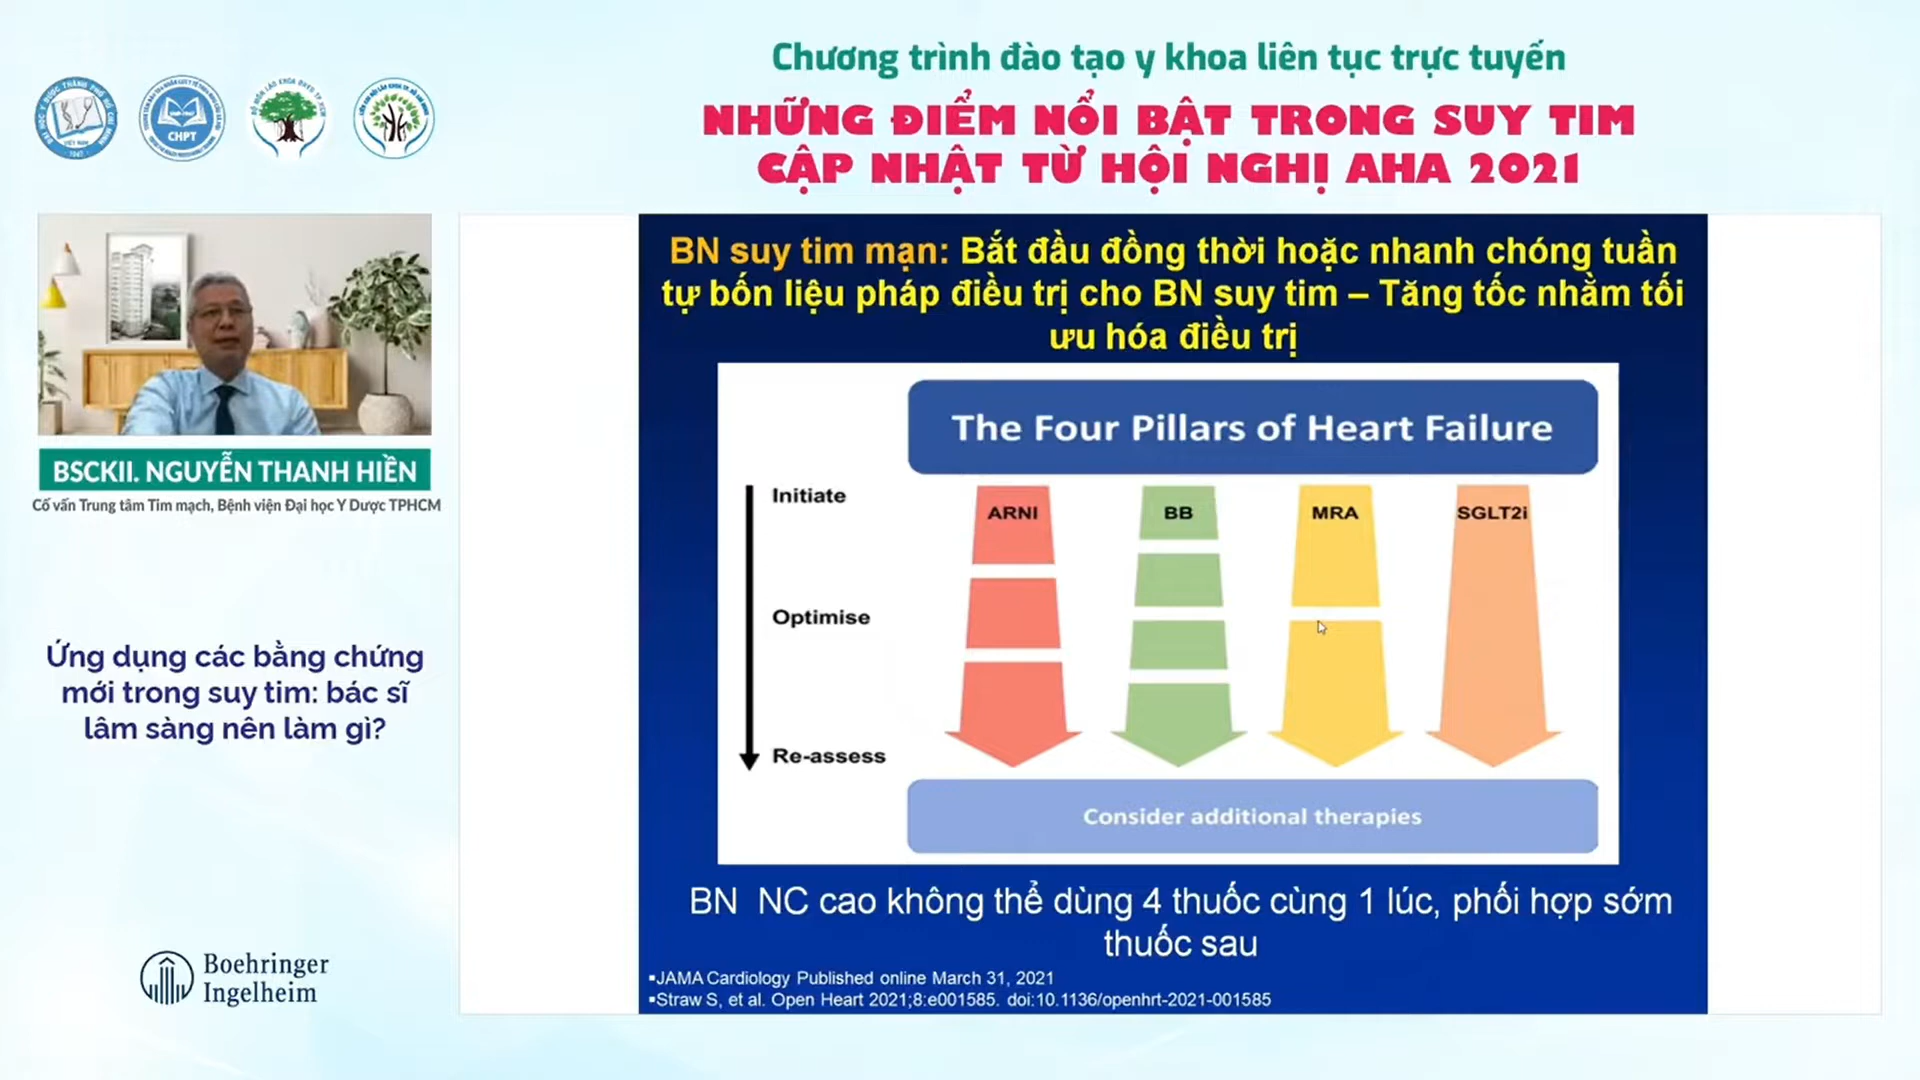 Chương trình đào tạo y khoa liên tục trực tuyến
NHỮNG ĐIỂM NỔI BẬT TRONG SUY TIM
CẬP NHẬT TỪ HỘI NGHỊ AHA 2021
CHPT
BSCKII. NGUYỄN THANH HIỀN
Cố vấn Trung tâm Tim mạch, Bệnh viện Đại học Y Dược TPHCM
Ứng dụng các bằng chứng
mới trong suy tim: bác sĩ
lâm sàng nên làm gì?
Boehringer
Ingelheim
BN suy tim mạn: Bắt đầu đồng thời hoặc nhanh chóng tuần
tự bốn liệu pháp điều trị cho BN suy tim – Tăng tốc nhằm tối
ưu hóa điều trị
The Four Pillars of Heart Failure
Initiate
ARNI
BB
MRA
SGLT2i
Optimise
Re-assess
Consider additional therapies
BN NC cao không thể dùng 4 thuốc cùng 1 lúc, phối hợp sớm
thuốc sau
▪JAMA Cardiology Published online March 31, 2021
▪Straw S, et al. Open Heart 2021;8:e001585. doi:10.1136/openhrt-2021-001585